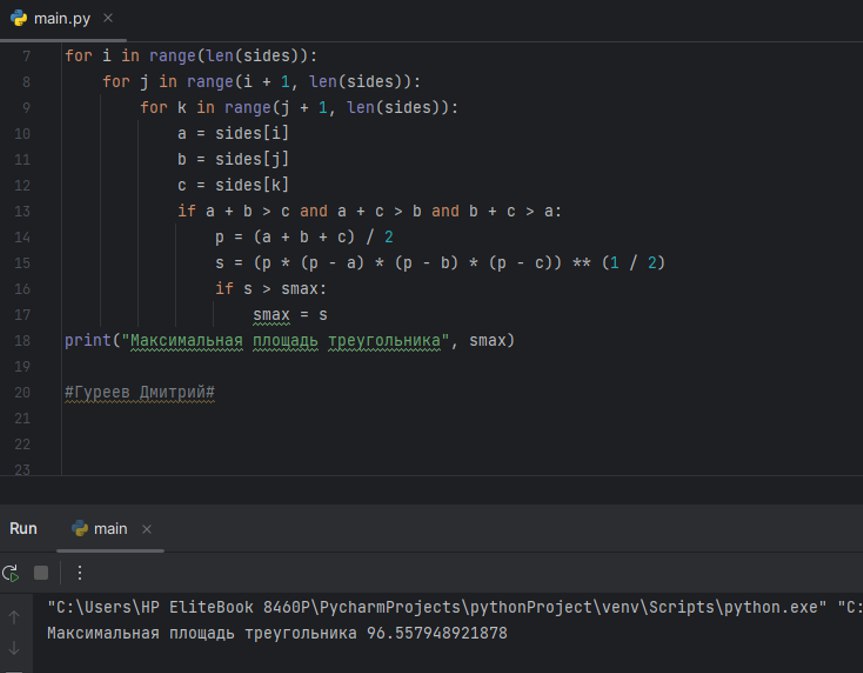 main.py ×
7 for i in range(len(sides)):
8 for j in range(i + 1, len(sides)):
9 for k in range(j + 1, len(sides)):
10 a = sides[i]
11 b = sides[j]
12 c = sides[k]
13 if a + b > c and a + c > b and b + c > a:
14 p = (a + b + c) / 2
15 s = (p * (p - a) * (p - b) * (p - c)) ** (1 / 2)
16 if s > smax:
17 smax = s
18 print("Максимальная площадь треугольника", smax)
19
20 #Гуреев Дмитрий#
21
22
23
Run main ×
"C:\Users\HP EliteBook 8460P\PycharmProjects\pythonProject\venv\Scripts\python.exe" "C:
Максимальная площадь треугольника 96.557948921878